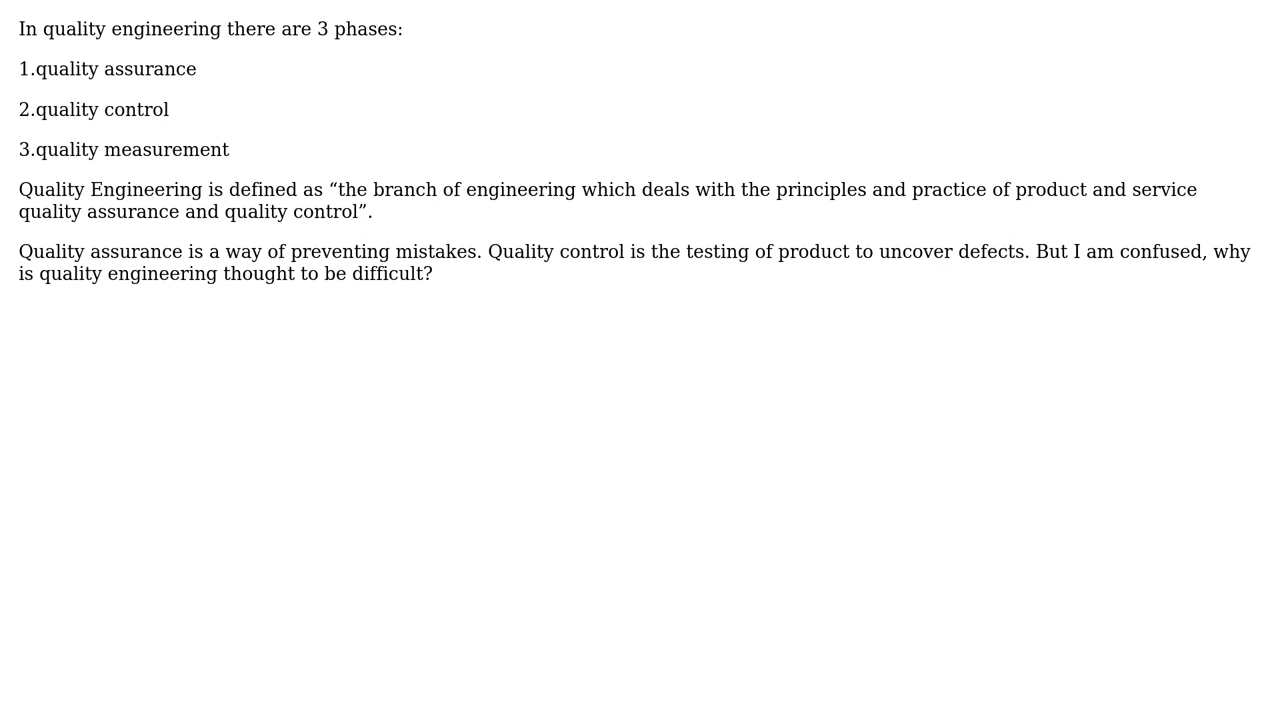 In quality engineering there are 3 phases:
1.quality assurance
2.quality control
3.quality measurement
Quality Engineering is defined as “the branch of engineering which deals with the principles and practice of product and service
quality assurance and quality control”.
Quality assurance is a way of preventing mistakes. Quality control is the testing of product to uncover defects. But I am confused, why
is quality engineering thought to be difficult?